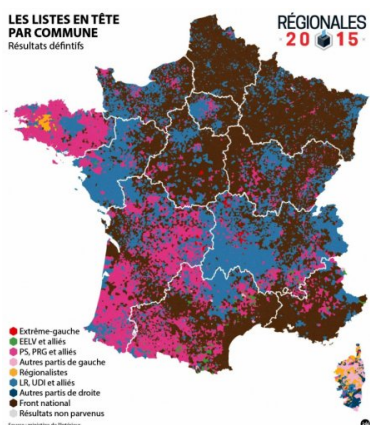 LES LISTES EN TÊTE
PAR COMMUNE
Résultats défintifs
RÉGIONALES
2015
Extrême-gauche
EELV et alliés
PS, PRG et alliés
Autres partis de gauche
Régionalistes
LR, UDI et alliés
Autres partis de droite
Front national
Résultats non parvenus